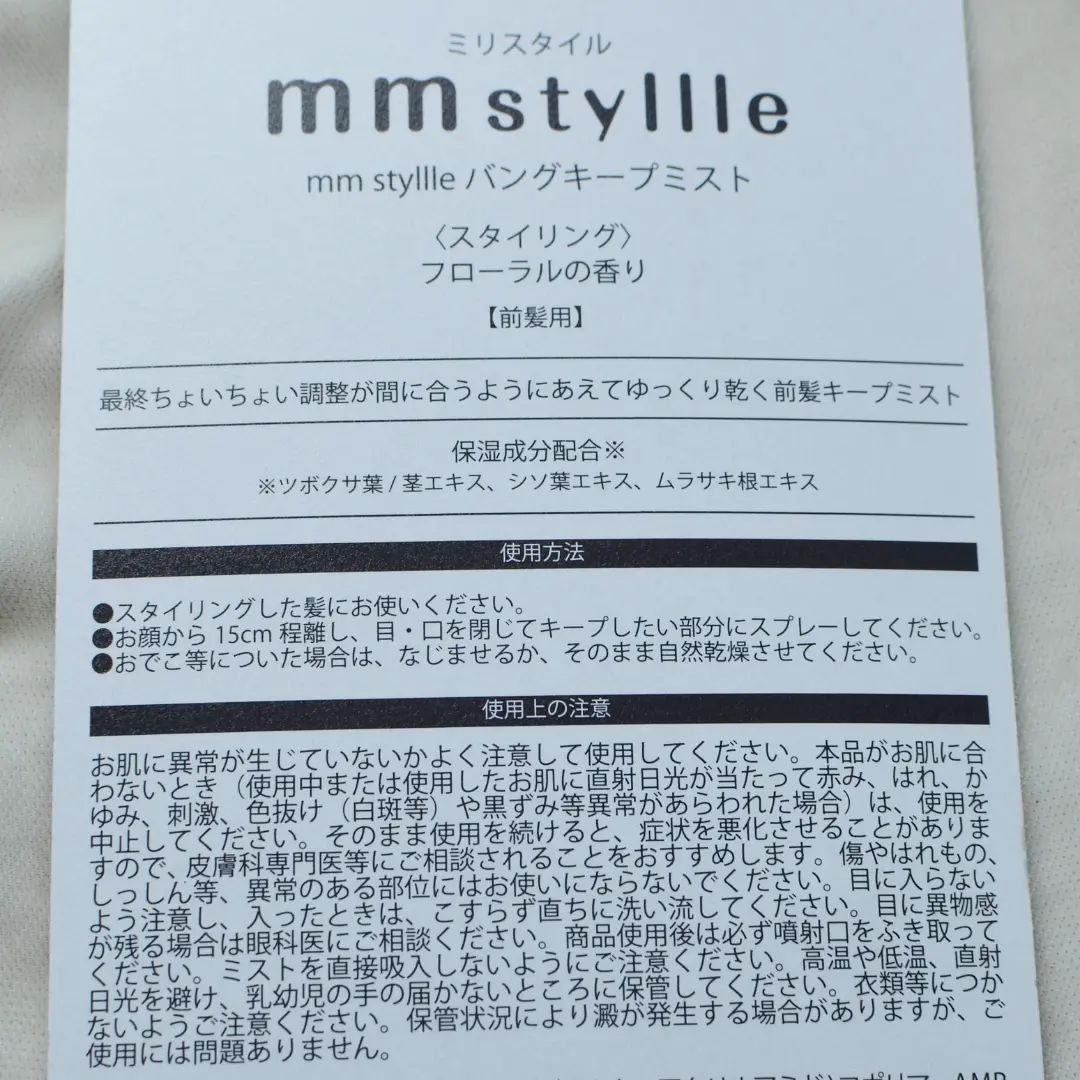 ミリスタイル
mm styllle
mm styllle バングキープミスト
〈スタイリング〉
フローラルの香り
【前髪用】
最終ちょいちょい調整が間に合うようにあえてゆっくり乾く前髪キープミスト
保湿成分配合※
※ツボクサ葉/茎エキス、シソ葉エキス、ムラサキ根エキス
使用方法
●スタイリングした髪にお使いください。
●お顔から15cm程離し、目・口を閉じてキープしたい部分にスプレーしてください。
●おでこ等についた場合は、なじませるか、そのまま自然乾燥させてください。
使用上の注意
お肌に異常が生じていないかよく注意して使用してください。本品がお肌に合
わないとき（使用中または使用したお肌に直射日光が当たって赤み、はれ、か
ゆみ、刺激、色抜け（白斑等）や黒ずみ等異常があらわれた場合）は、使用を
中止してください。そのまま使用を続けると、症状を悪化させることがありま
すので、皮膚科専門医等にご相談されることをおすすめします。傷やはれもの、
しっしん等、異常のある部位にはお使いにならないでください。目に入らない
よう注意し、入ったときは、こすらず直ちに洗い流してください。目に異物感
が残る場合は眼科医にご相談ください。商品使用後は必ず噴射口をふき取って
ください。ミストを直接吸入しないようにご注意ください。高温や低温、直射
日光を避け、乳幼児の手の届かないところに保管してください。衣類等につか
ないようご注意ください。保管状況により澱が発生する場合がありますが、ご
使用には問題ありません。